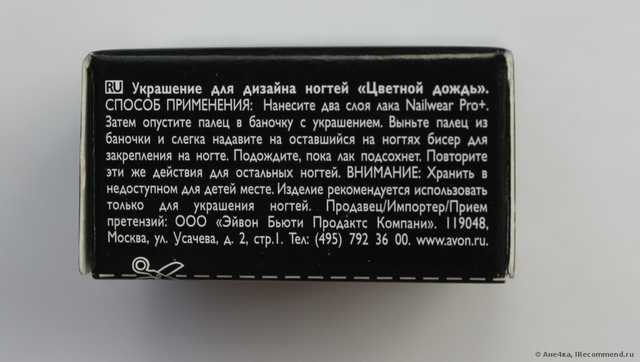 RU Украшение для дизайна ногтей «Цветной дождь».
СПОСОБ ПРИМЕНЕНИЯ: Нанесите два слоя лака Nailwear Pro+.
Затем опустите палец в баночку с украшением. Выньте палец из
баночки и слегка надавите на оставшийся на ногтях бисер для
закрепления на ногте. Подождите, пока лак подсохнет. Повторите
эти же действия для остальных ногтей. ВНИМАНИЕ: Хранить в
недоступном для детей месте. Изделие рекомендуется использовать
только для украшения ногтей. Продавец/Импортер/Прием
претензий: ООО «Эйвон Бьюти Продактс Компани». 119048,
Москва, ул. Усачева, д. 2, стр.1. Тел: (495) 792 36 00. www.avon.ru.
© Ане4ка, IRecommend.ru